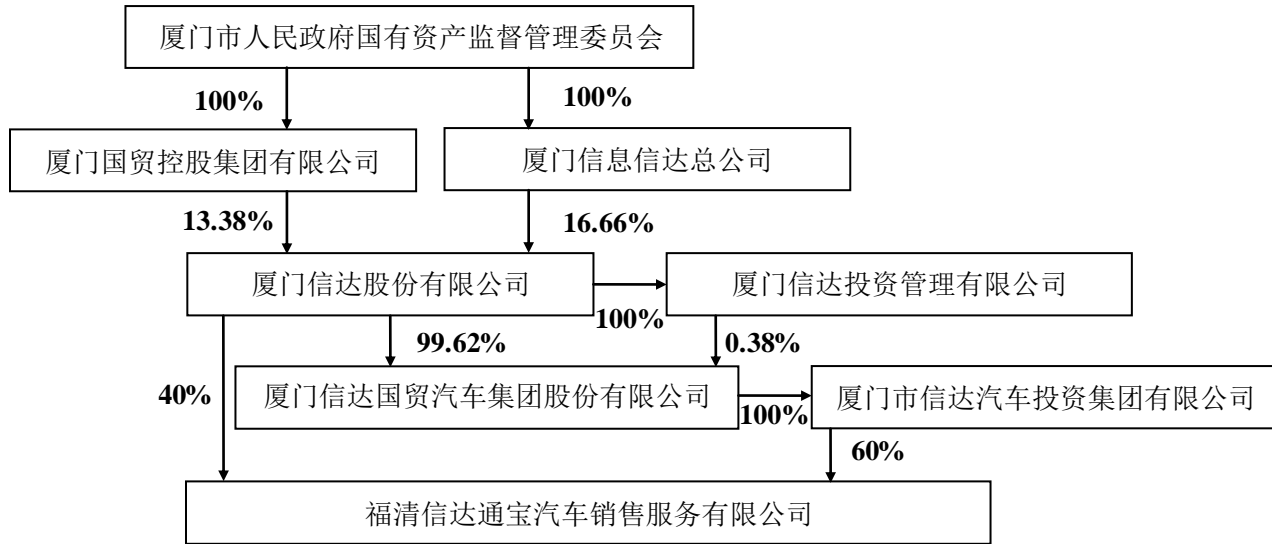 厦门市人民政府国有资产监督管理委员会
100%
100%
厦门国贸控股集团有限公司
厦门信息信达总公司
13.38%
16.66%
厦门信达股份有限公司
厦门信达投资管理有限公司
100%
99.62%
0.38%
40%
厦门信达国贸汽车集团股份有限公司
厦门市信达汽车投资集团有限公司
100%
60%
福清信达通宝汽车销售服务有限公司